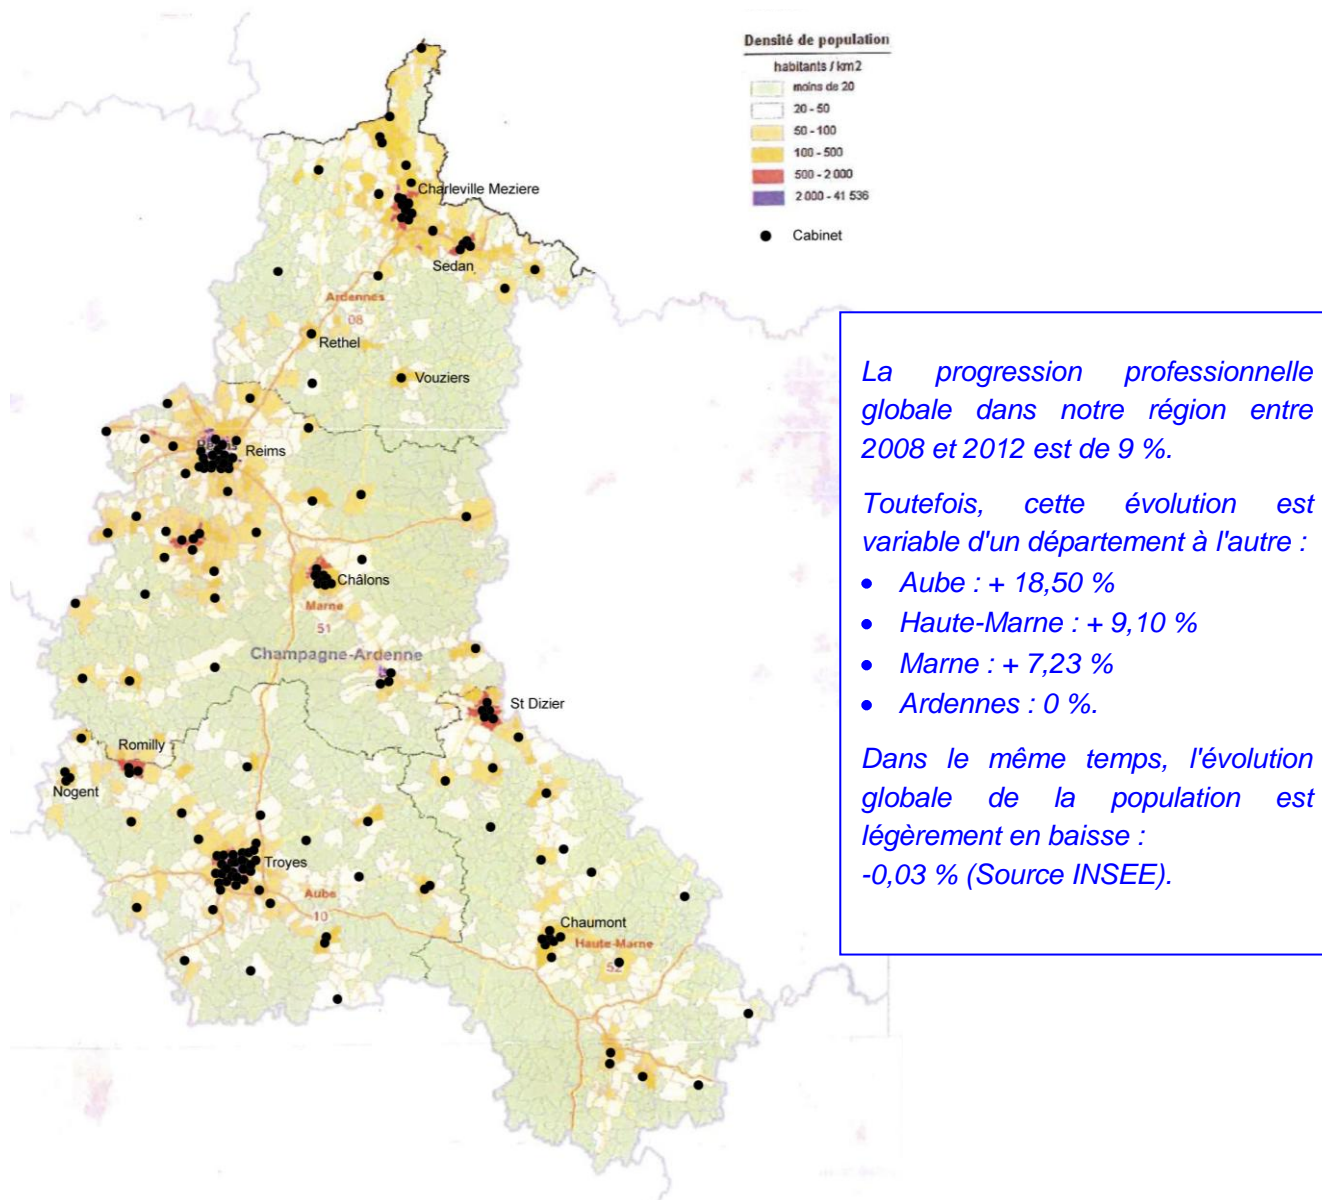 Densité de population
habitants / km2
moins de 20
20 - 50
50 - 100
100 - 500
500 - 2 000
2 000 - 41 536
Cabinet
Charleville Meziere
Sedan
Ardennes
08
Rethel
Vouziers
Reims
Reims
Châlons
Marne
51
Champagne-Ardenne
St Dizier
Romilly
Nogent
Troyes
Aube
10
Chaumont
Haute-Marne
52
La progression professionnelle
globale dans notre région entre
2008 et 2012 est de 9 %.
Toutefois, cette évolution est
variable d'un département à l'autre :
• Aube : + 18,50 %
• Haute-Marne : + 9,10 %
• Marne : + 7,23 %
• Ardennes : 0 %.
Dans le même temps, l'évolution
globale de la population est
légèrement en baisse :
-0,03 % (Source INSEE).